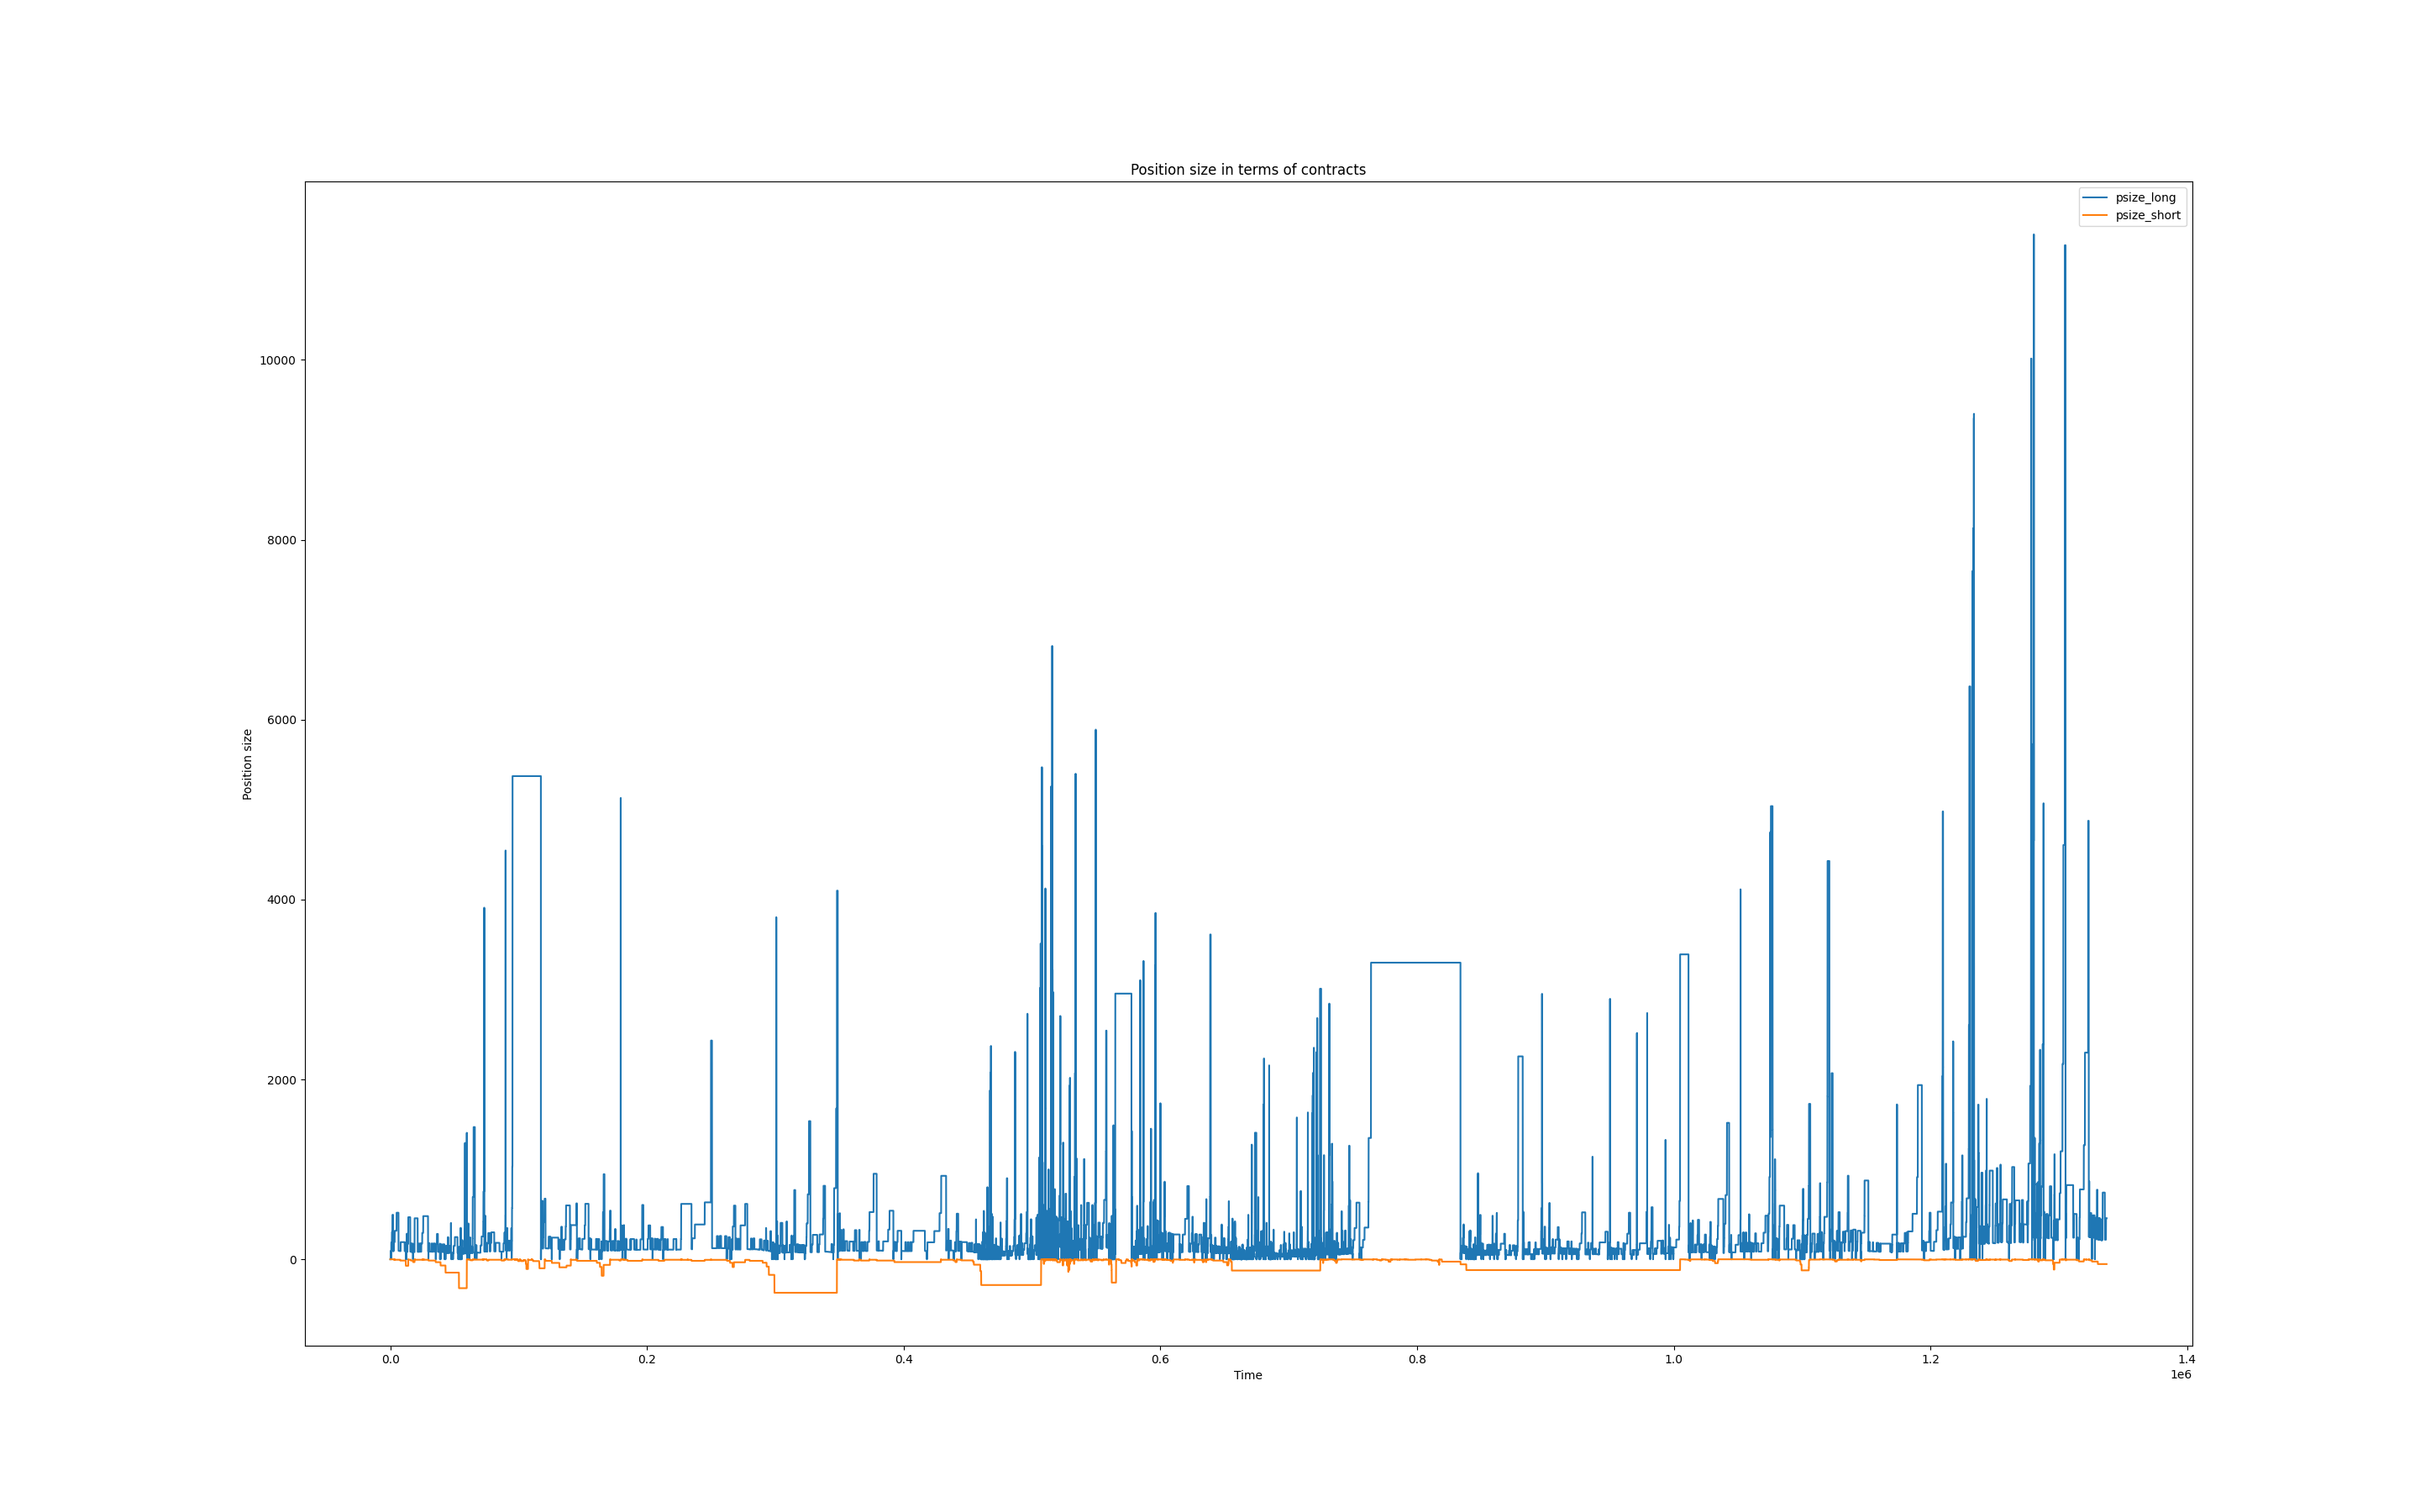 Position size in terms of contracts
psize_long
psize_short
10000
8000
6000
4000
2000
0
Position size
0.0 0.2 0.4 0.6 0.8 1.0 1.2 1.4
Time
1e6